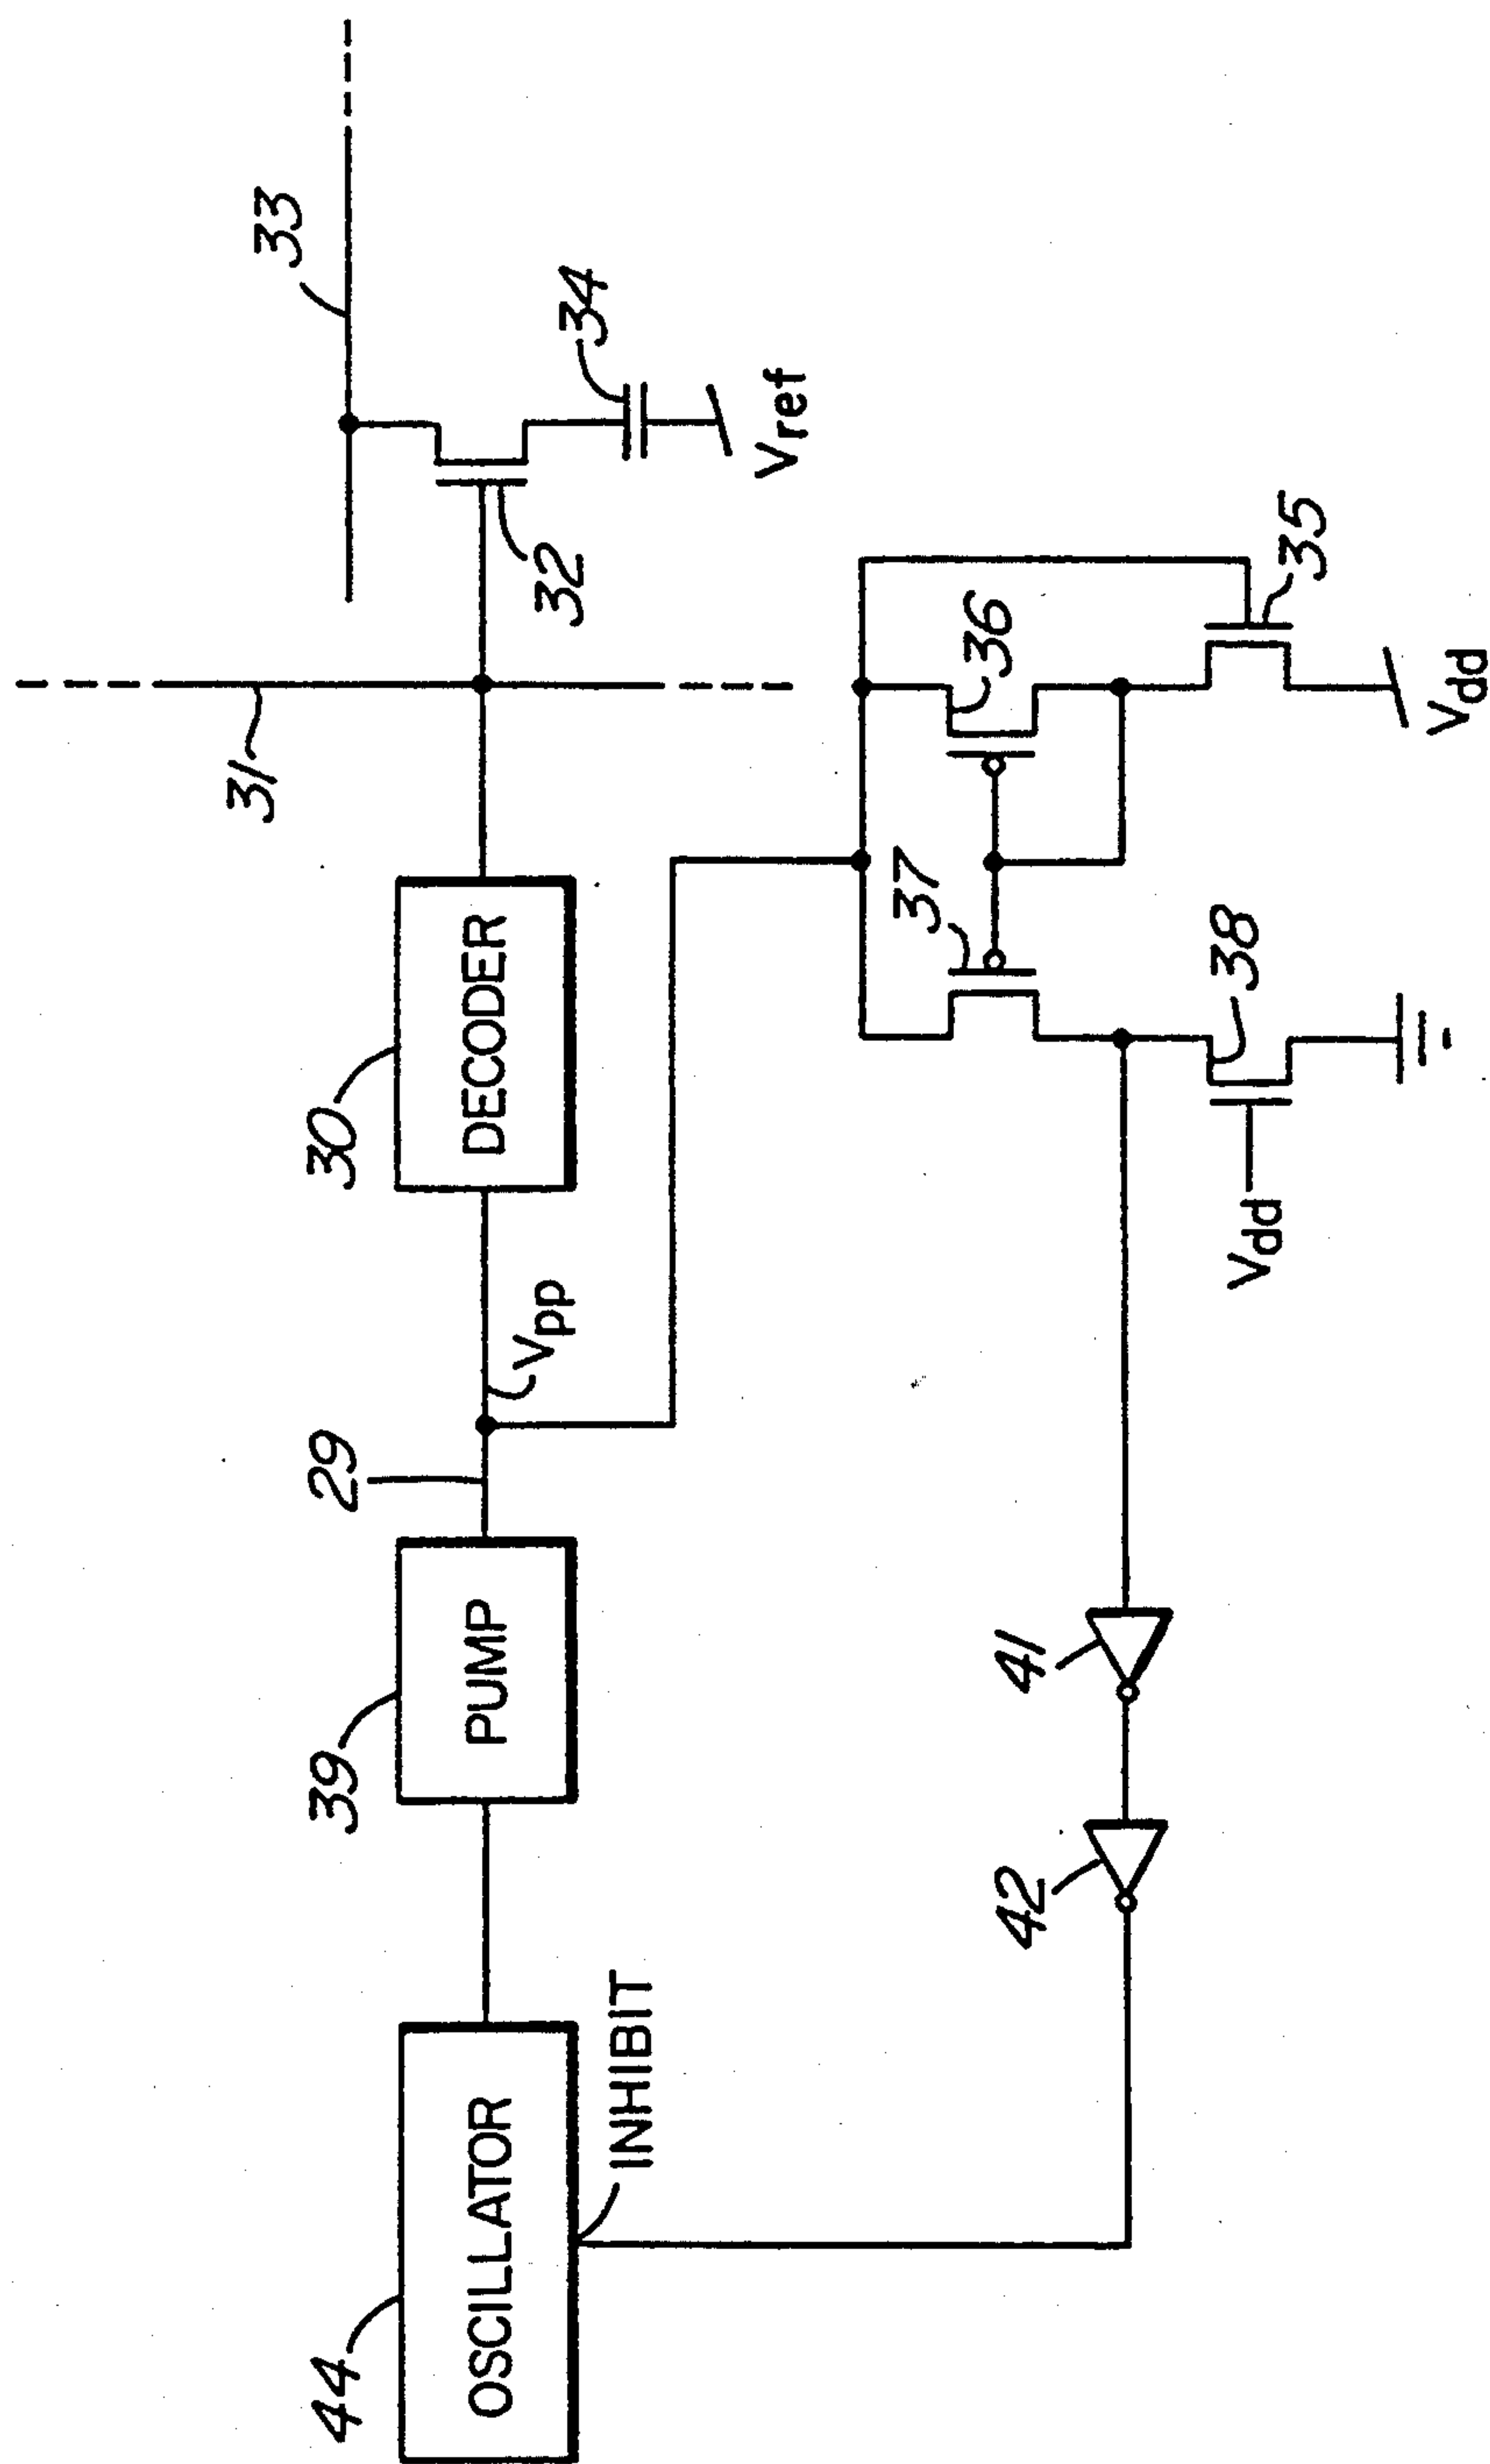 33
34
Vref
32
31
30
DECODER
29
Vpp
39
PUMP
44
OSCILLATOR
INHIBIT
36
35
37
38
Vdd
Vdd
41
42